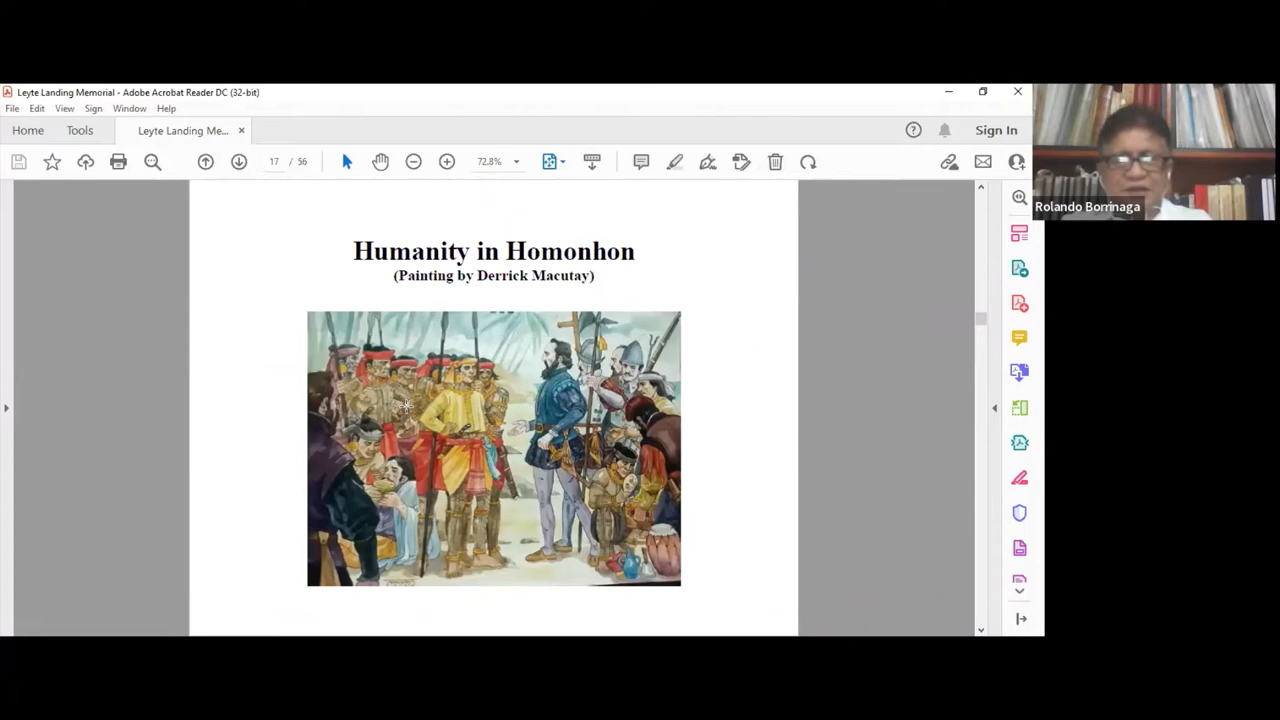 Leyte Landing Memorial - Adobe Acrobat Reader DC (32-bit)
File Edit View Sign Window Help
Home Tools Leyte Landing Me... Sign In
17 / 56 72.8%
Rolando Borrinaga
Humanity in Homonhon
(Painting by Derrick Macutay)